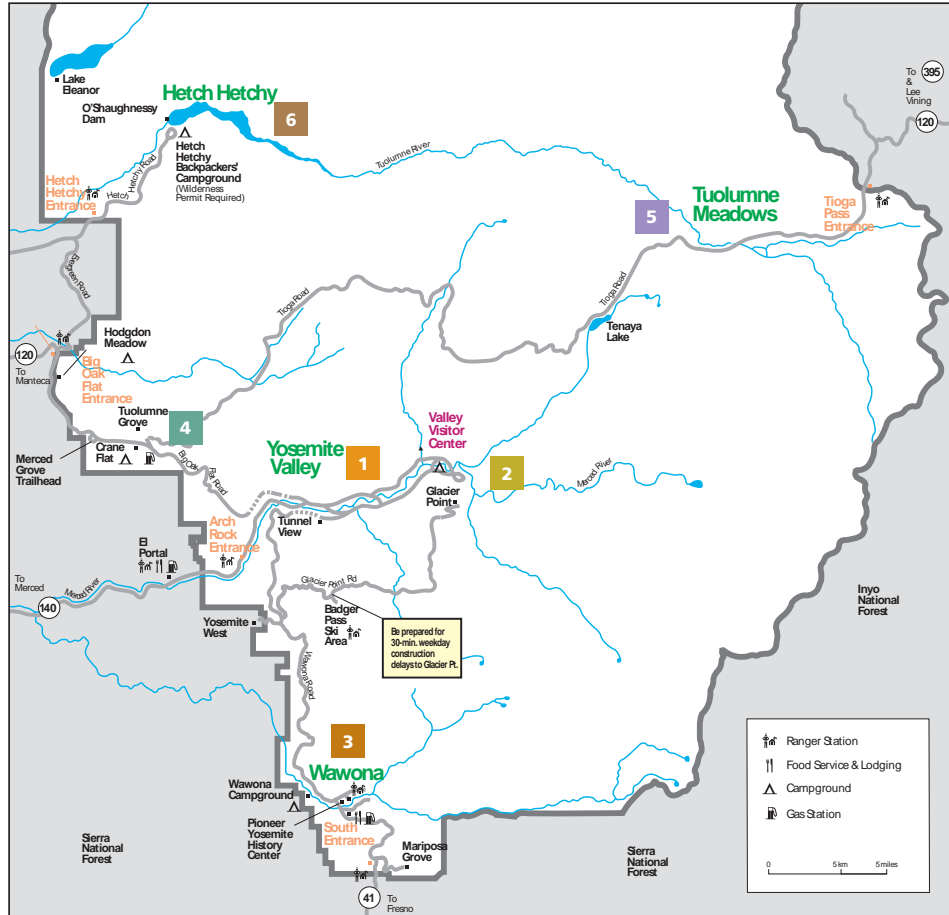 Lake
Eleanor
O'Shaughnessy
Dam
Hetch Hetchy
6
Hetch
Hetchy
Backpackers'
Campground
(Wilderness
Permit Required)
Hetch Hetchy Road
Hetch
Hetchy
Entrance
Tuolumne River
To
&
Lee
Vining
395
120
5
Tuolumne
Meadows
Tioga
Pass
Entrance
Evergreen Road
Tioga Road
Tioga Road
Tenaya
Lake
Hodgdon
Meadow
120
To
Manteca
Big
Oak
Flat
Entrance
Tuolumne
Grove
4
Crane
Flat
Merced
Grove
Trailhead
Big Oak
Flat Road
Yosemite
Valley
1
Valley
Visitor
Center
2
Merced River
Glacier
Point
Arch
Rock
Entrance
Tunnel
View
El
Portal
To
Merced
140
Merced River
Glacier Point Rd
Yosemite
West
Badger
Pass
Ski
Area
Be prepared for
30-min. weekday
construction
delays to Glacier Pt.
Inyo
National
Forest
Wawona Road
3
Wawona
Wawona
Campground
Pioneer
Yosemite
History
Center
South
Entrance
Mariposa
Grove
Sierra
National
Forest
Sierra
National
Forest
41
To
Fresno
Ranger Station
Food Service & Lodging
Campground
Gas Station
0
5 km
5 miles